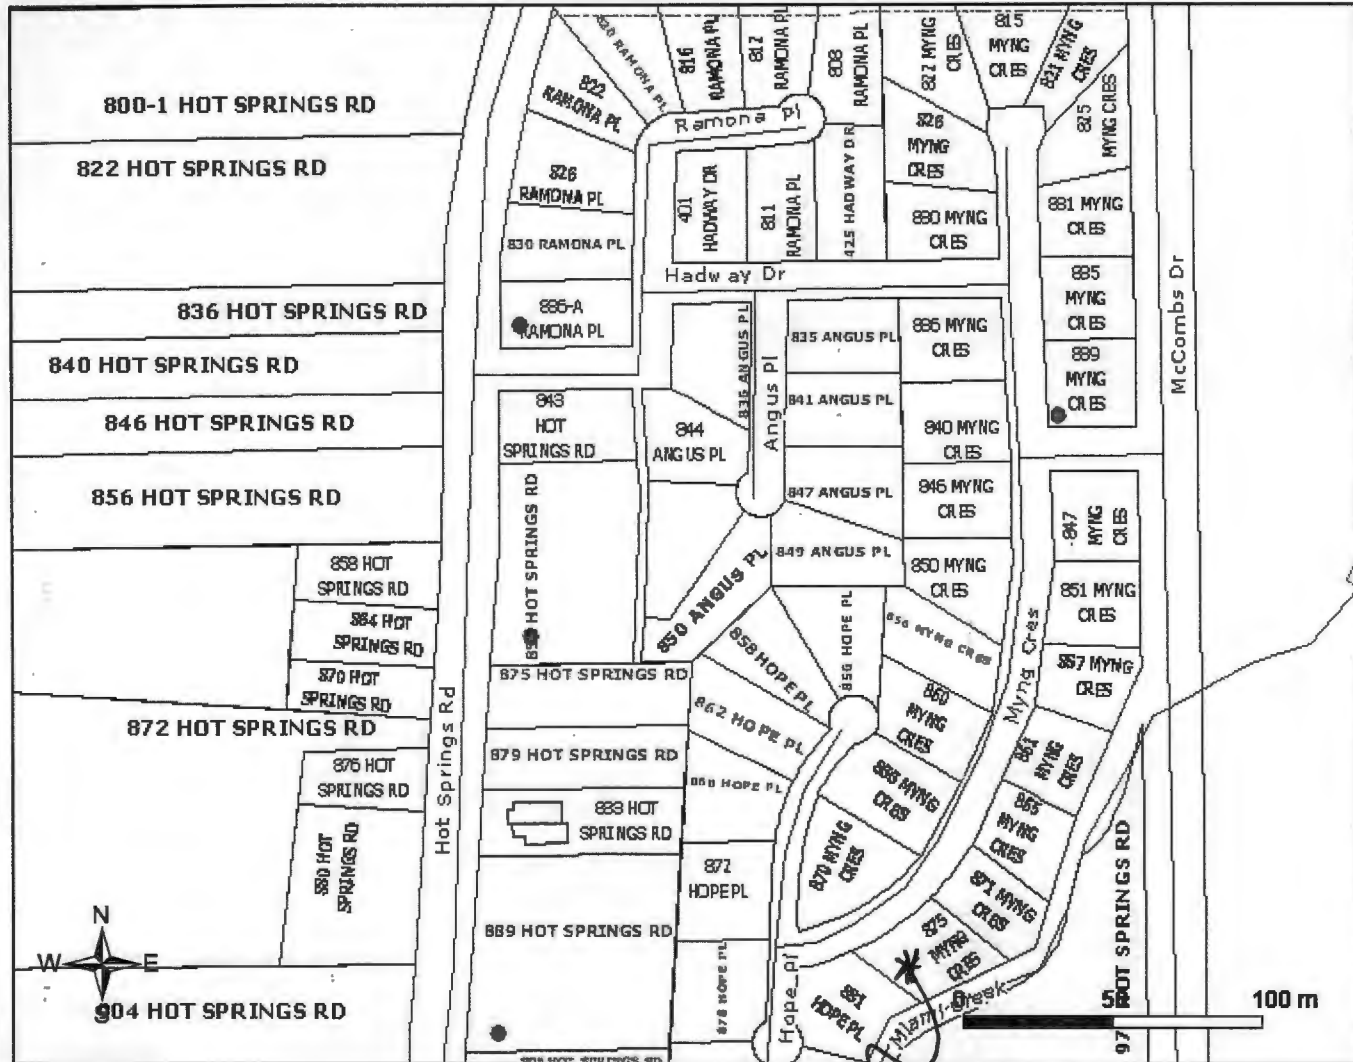 800-1 HOT SPRINGS RD
822 HOT SPRINGS RD
836 HOT SPRINGS RD
840 HOT SPRINGS RD
846 HOT SPRINGS RD
856 HOT SPRINGS RD
858 HOT
SPRINGS RD
864 HOT
SPRINGS RD
870 HOT
SPRINGS RD
872 HOT SPRINGS RD
876 HOT
SPRINGS RD
880 HOT
SPRINGS RD
904 HOT SPRINGS RD
N
W
E
S
Hot Springs Rd
820 RAMONA PL
816
RAMONA PL
812
RAMONA PL
808
RAMONA PL
822
RAMONA PL
826
RAMONA PL
830 RAMONA PL
836-A
RAMONA PL
Ramona Pl
401
HADWAY DR
811
RAMONA PL
425 HADWAY DR
Hadway Dr
822 MYNG
CRES
815
MYNG
CRES
821 MYNG
CRES
825
MYNG CRES
826
MYNG
CRES
830 MYNG
CRES
831 MYNG
CRES
835
MYNG
CRES
839
MYNG
CRES
McCombs Dr
836 ANGUS PL
Angus Pl
835 ANGUS PL
841 ANGUS PL
847 ANGUS PL
849 ANGUS PL
844
ANGUS PL
850 ANGUS PL
836 MYNG
CRES
840 MYNG
CRES
846 MYNG
CRES
850 MYNG
CRES
856 MYNG CRES
860
MYNG
CRES
866 MYNG
CRES
870 MYNG
CRES
847
MYNG
CRES
851 MYNG
CRES
857 MYNG
CRES
861
MYNG
CRES
865
MYNG
CRES
871 MYNG
CRES
875
MYNG
CRES
Myng Cres
843
HOT
SPRINGS RD
HOT SPRINGS RD
875 HOT SPRINGS RD
879 HOT SPRINGS RD
883 HOT
SPRINGS RD
889 HOT SPRINGS RD
HOT SPRINGS RD
856 HOPE PL
858 HOPE PL
862 HOPE PL
868 HOPE PL
872
HOPE PL
878 HOPE PL
881
HOPE PL
Hope Pl
Miami Creek
HOT SPRINGS RD
0
100 m